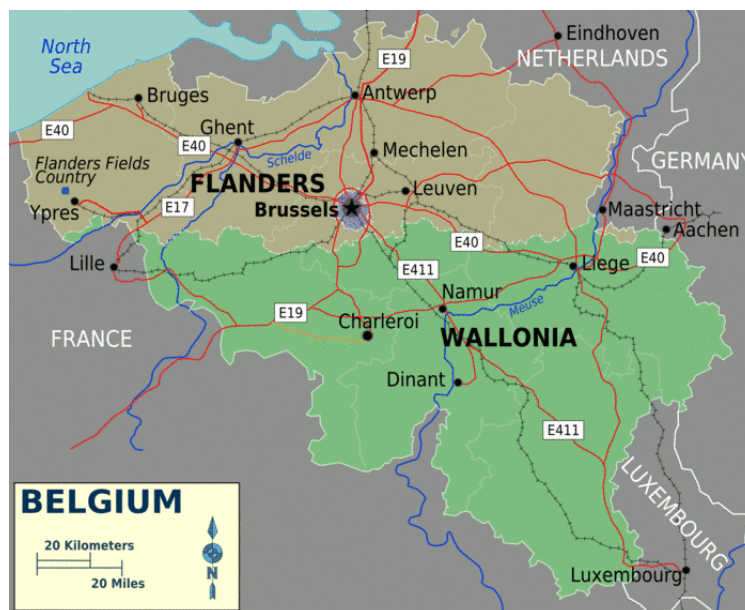 North
Sea
Eindhoven
NETHERLANDS
E19
Bruges
Antwerp
E40
Ghent
E40
Schelde
Mechelen
Flanders Fields
Country
FLANDERS
Leuven
GERMANY
Ypres
E17
Brussels
Maastricht
Aachen
Lille
E40
E411
Liege
E40
Namur
Meuse
E19
Charleroi
WALLONIA
FRANCE
Dinant
E411
LUXEMBOURG
Luxembourg
BELGIUM
20 Kilometers
20 Miles
N